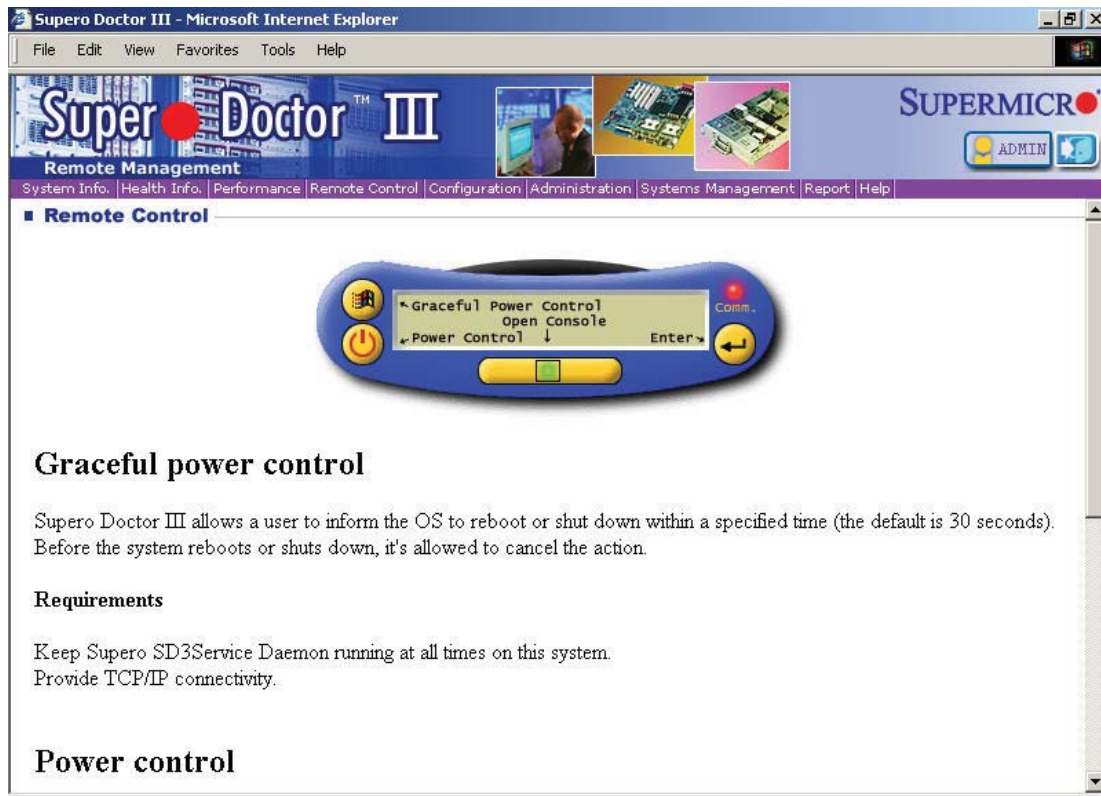 Supero Doctor III - Microsoft Internet Explorer
File Edit View Favorites Tools Help
Super Doctor™ III
SUPERMICR
Remote Management
ADMIN
System Info. Health Info. Performance Remote Control Configuration Administration Systems Management Report Help
Remote Control
Graceful Power Control
Open Console
Power Control ↓ Enter
Comm.
Graceful power control
Supero Doctor III allows a user to inform the OS to reboot or shut down within a specified time (the default is 30 seconds).
Before the system reboots or shuts down, it's allowed to cancel the action.
Requirements
Keep Supero SD3Service Daemon running at all times on this system.
Provide TCP/IP connectivity.
Power control